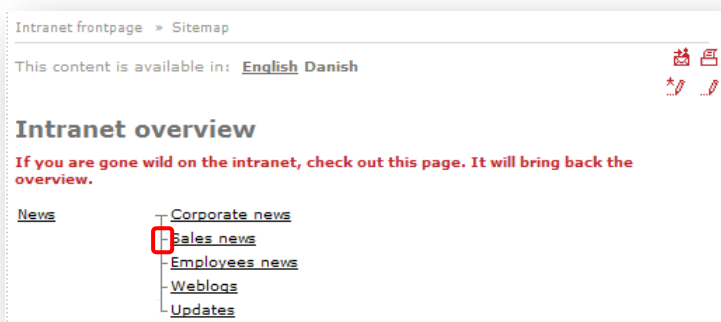 Intranet frontpage » Sitemap
This content is available in: English Danish
Intranet overview
If you are gone wild on the intranet, check out this page. It will bring back the
overview.
News
Corporate news
Sales news
Employees news
Weblogs
Updates